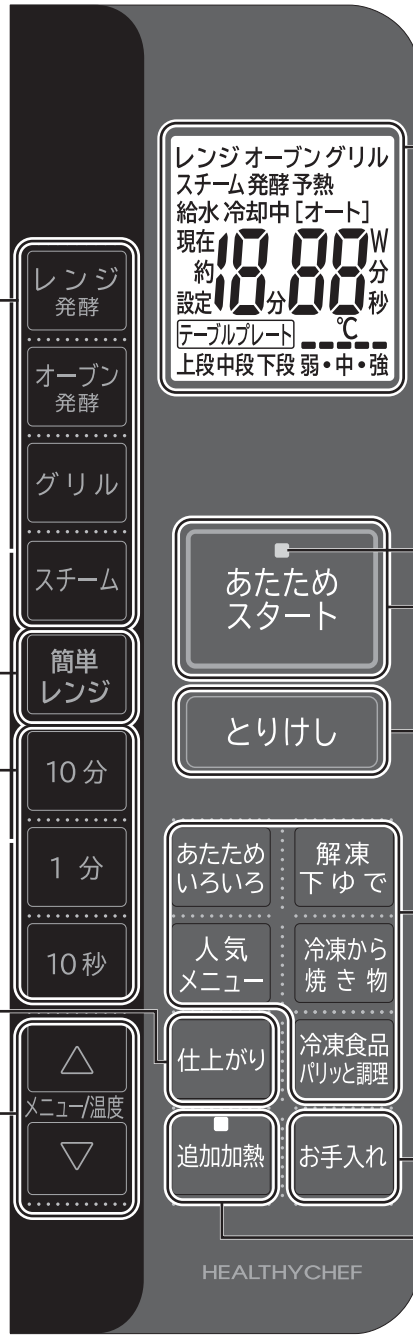 レンジ オーブン グリル
スチーム 発酵 予熱
給水 冷却中 [オート]
現在
約
設定
18 分 88
W
分
秒
テーブルプレート
℃
上段 中段 下段 弱・中・強
レンジ
発酵
オーブン
発酵
グリル
スチーム
簡単
レンジ
10分
1 分
10秒
△
メニュー/温度
▽
あたため
スタート
とりけし
あたため
いろいろ
解凍
下ゆで
人気
メニュー
冷凍から
焼き物
仕上がり
冷凍食品
パリッと調理
追加加熱
お手入れ
HEALTHYCHEF